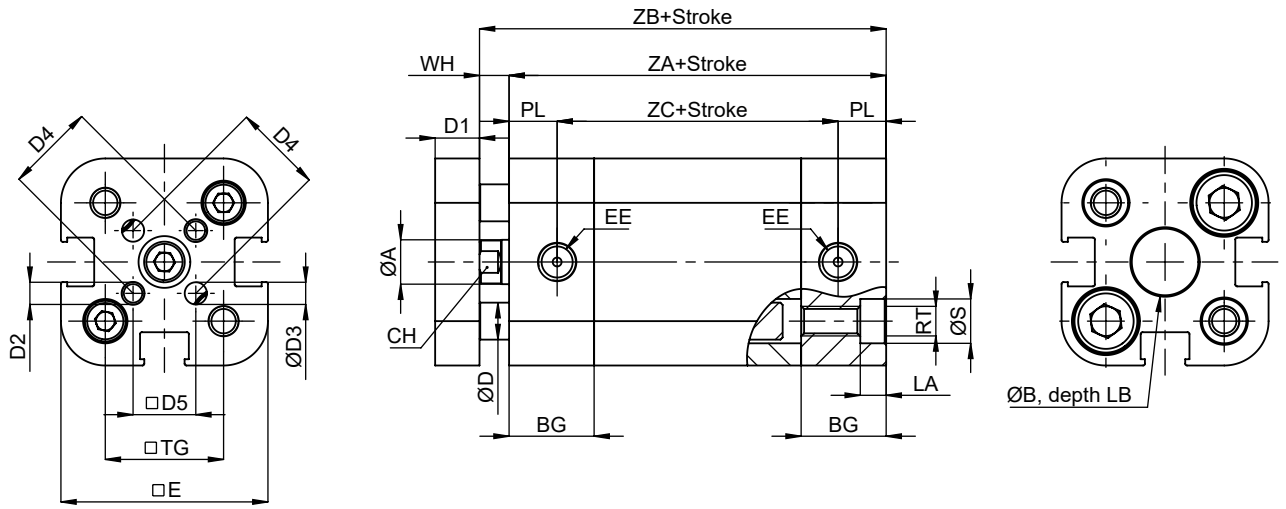 ZB+Stroke
WH
ZA+Stroke
PL
ZC+Stroke
PL
D1
D4
D4
EE
EE
ØA
CH
ØD
RT
ØS
LA
D2
ØD3
□D5
BG
BG
ØB, depth LB
□TG
□E